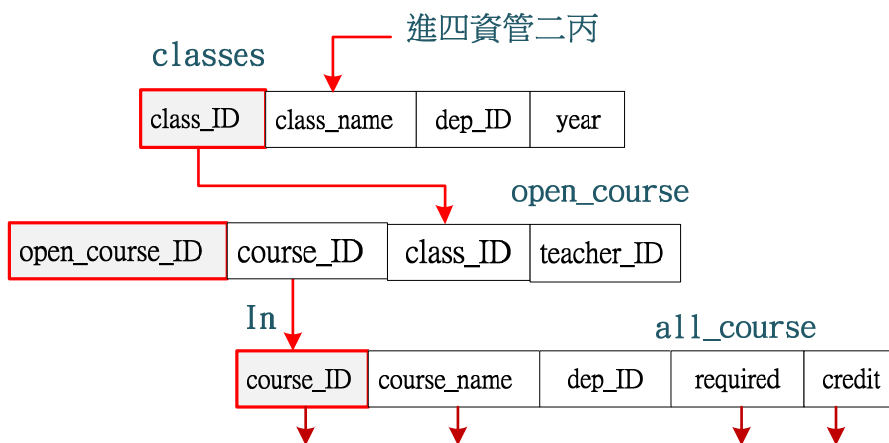 進四資管二丙
classes
class_ID class_name dep_ID year
open_course
open_course_ID course_ID class_ID teacher_ID
In
all_course
course_ID course_name dep_ID required credit